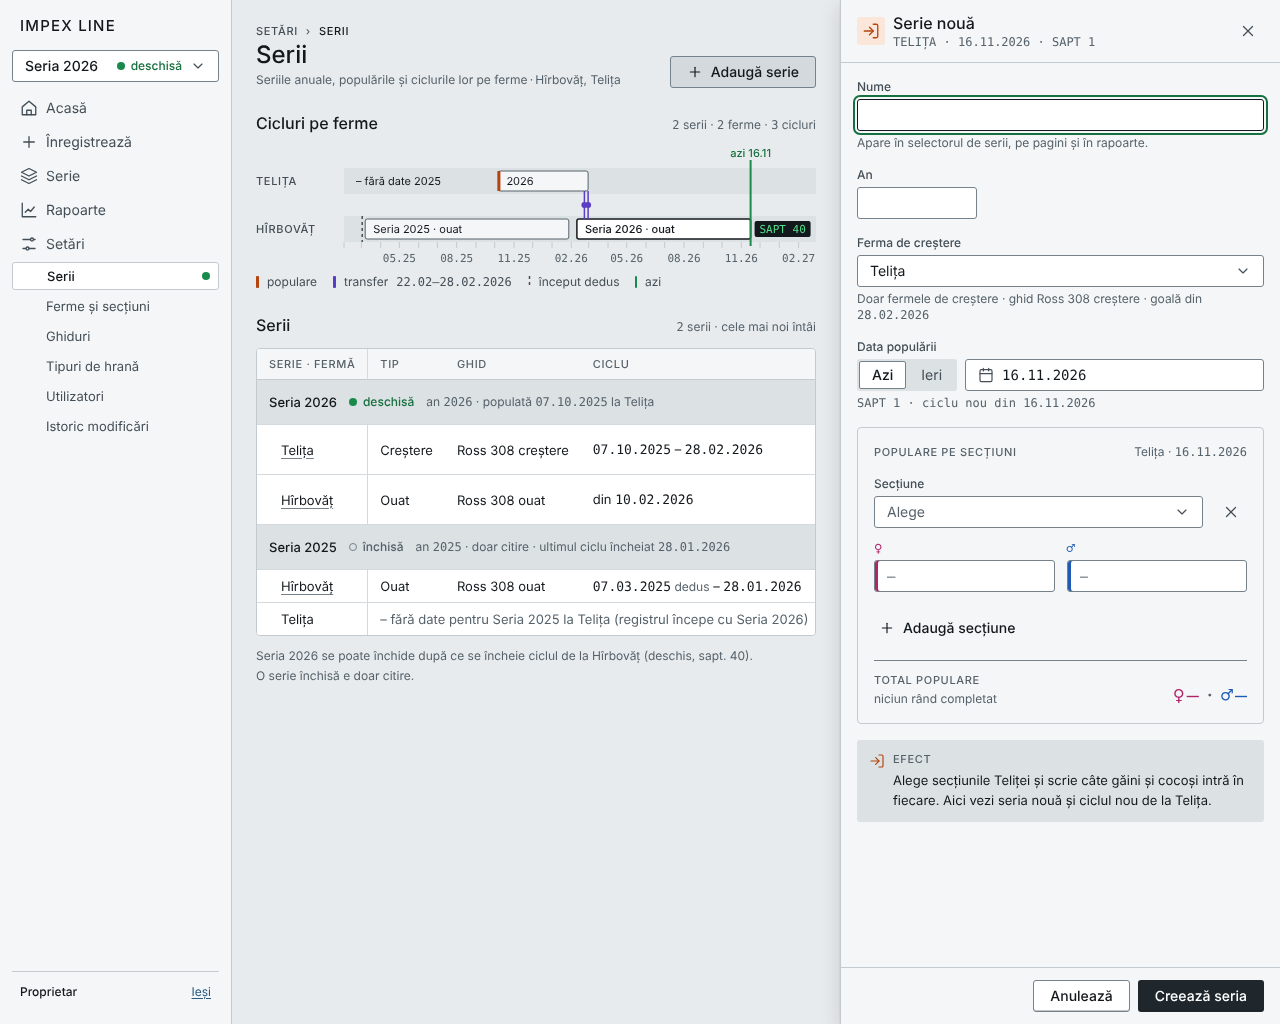 IMPEX LINE
Seria 2026 deschisă
Acasă
Înregistrează
Serie
Rapoarte
Setări
Serii
Ferme și secțiuni
Ghiduri
Tipuri de hrană
Utilizatori
Istoric modificări
Proprietar Ieși
SETĂRI › SERII
Serii
Seriile anuale, populările și ciclurile lor pe ferme · Hîrbovăț, Telița
+ Adaugă serie
Cicluri pe ferme
2 serii · 2 ferme · 3 cicluri
azi 16.11
TELIȚA – fără date 2025 2026
HÎRBOVĂȚ Seria 2025 · ouat Seria 2026 · ouat SAPT 40
05.25 08.25 11.25 02.26 05.26 08.26 11.26 02.27
populare transfer 22.02–28.02.2026 început dedus azi
Serii
2 serii · cele mai noi întâi
SERIE · FERMĂ TIP GHID CICLU
Seria 2026 deschisă an 2026 · populată 07.10.2025 la Telița
Telița Creștere Ross 308 creștere 07.10.2025 – 28.02.2026
Hîrbovăț Ouat Ross 308 ouat din 10.02.2026
Seria 2025 închisă an 2025 · doar citire · ultimul ciclu încheiat 28.01.2026
Hîrbovăț Ouat Ross 308 ouat 07.03.2025 dedus – 28.01.2026
Telița – fără date pentru Seria 2025 la Telița (registrul începe cu Seria 2026)
Seria 2026 se poate închide după ce se încheie ciclul de la Hîrbovăț (deschis, sapt. 40).
O serie închisă e doar citire.
Serie nouă
TELIȚA · 16.11.2026 · SAPT 1
Nume
Apare în selectorul de serii, pe pagini și în rapoarte.
An
Ferma de creștere
Telița
Doar fermele de creștere · ghid Ross 308 creștere · goală din
28.02.2026
Data populării
Azi Ieri 16.11.2026
SAPT 1 · ciclu nou din 16.11.2026
POPULARE PE SECȚIUNI Telița · 16.11.2026
Secțiune
Alege
♀ ♂
– –
+ Adaugă secțiune
TOTAL POPULARE
niciun rând completat ♀— · ♂—
EFECT
Alege secțiunile Teliței și scrie câte găini și cocoși intră în
fiecare. Aici vezi seria nouă și ciclul nou de la Telița.
Anulează Creează seria